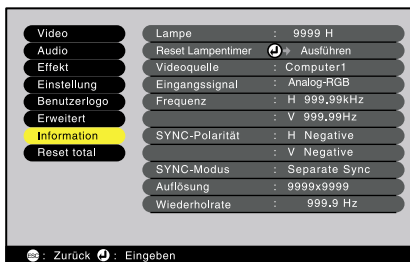 Video
Audio
Effekt
Einstellung
Benutzerlogo
Erweitert
Information
Reset total
Lampe : 9999 H
Reset Lampentimer Ausführen
Videoquelle : Computer1
Eingangssignal : Analog-RGB
Frequenz : H 999.99kHz
: V 999.99Hz
SYNC-Polarität : H Negative
: V Negative
SYNC-Modus : Separate Sync
Auflösung : 9999x9999
Wiederholrate : 999.9 Hz
ESC : Zurück : Eingeben